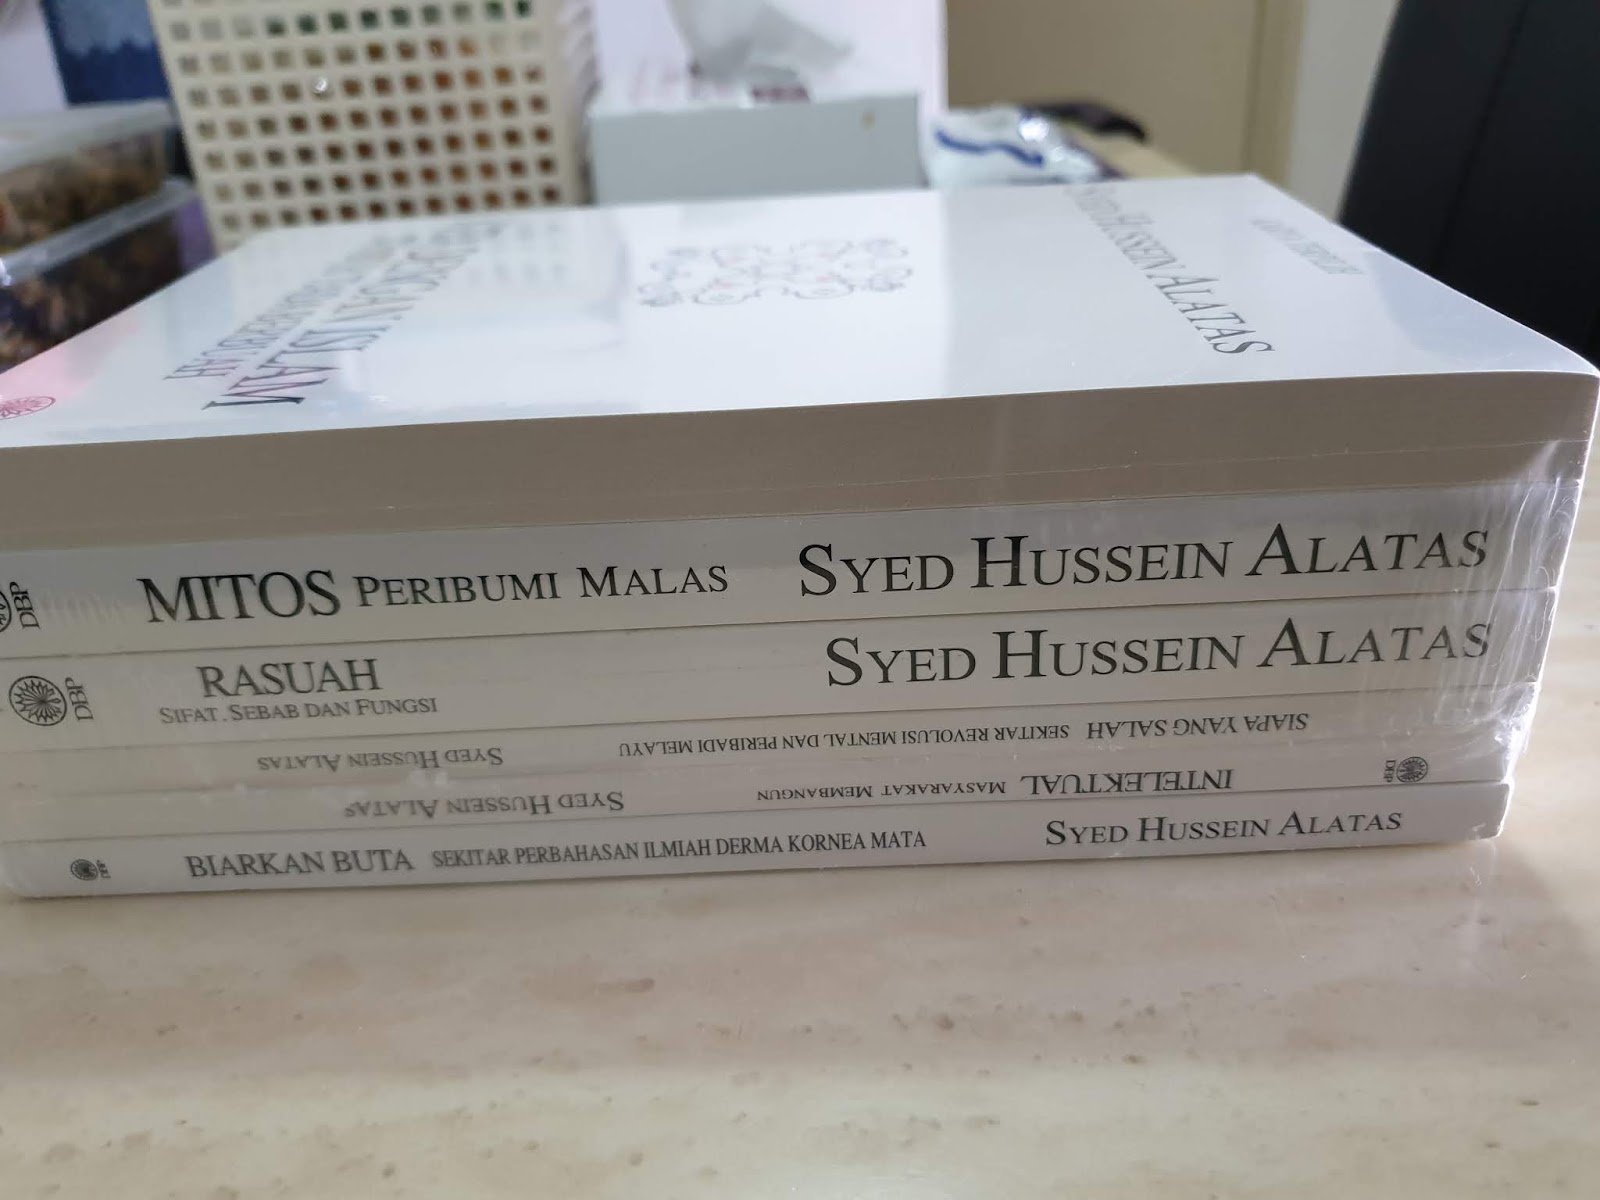 ISLAM
SYED HUSSEIN ALATAS
DBP MITOS PERIBUMI MALAS SYED HUSSEIN ALATAS
DBP RASUAH SYED HUSSEIN ALATAS
SIFAT, SEBAB DAN FUNGSI
SIAPA YANG SALAH SEKITAR REVOLUSI MENTAL DAN PERIBADI MELAYU SYED HUSSEIN ALATAS
DBP INTELEKTUAL MASYARAKAT MEMBANGUN SYED HUSSEIN ALATAS
DBP BIARKAN BUTA SEKITAR PERBAHASAN ILMIAH DERMA KORNEA MATA SYED HUSSEIN ALATAS